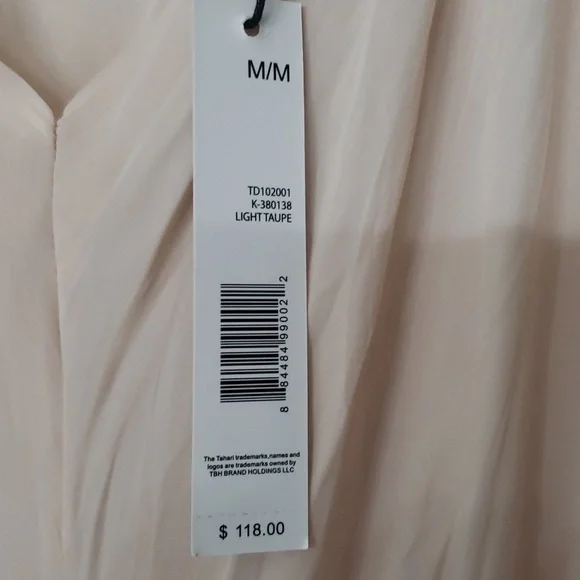 M/M
TD102001
K-380138
LIGHT TAUPE
8 84484 99002 2
The Tahari trademarks,names and
logos are trademarks owned by
TBH BRAND HOLDINGS LLC
$ 118.00